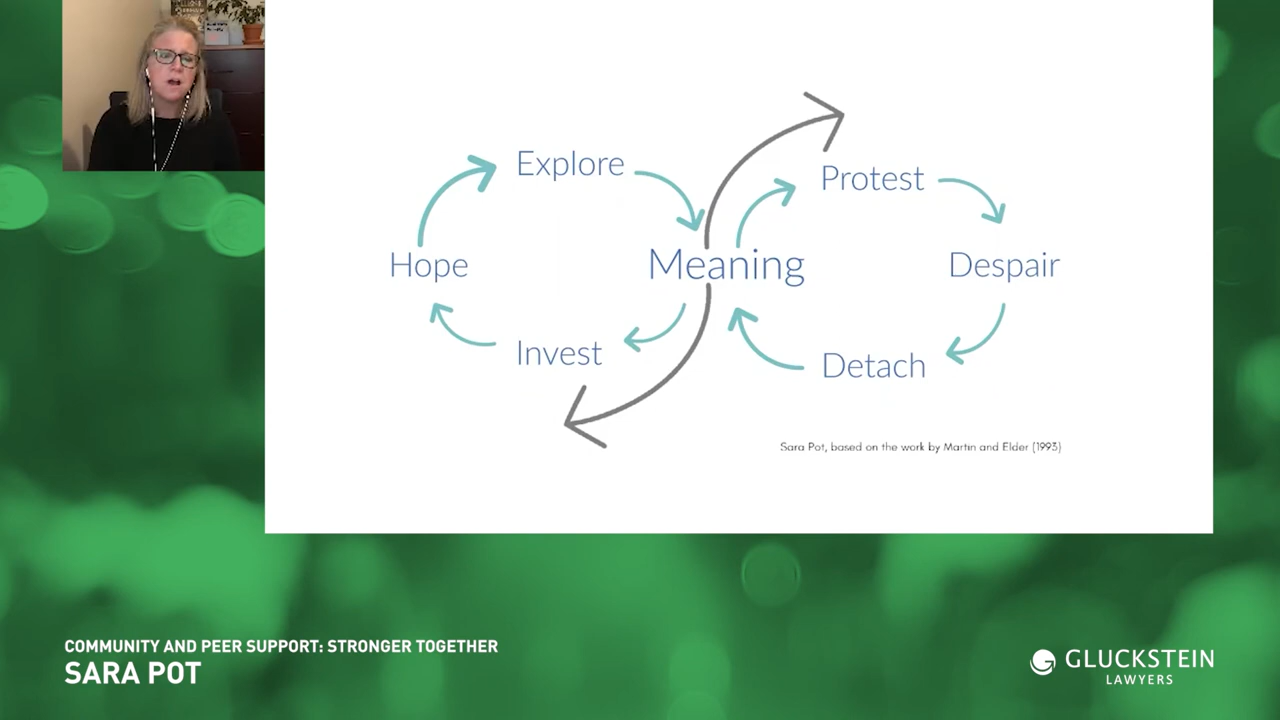 Explore
Protest
Hope
Meaning
Despair
Invest
Detach
Sara Pot, based on the work by Martin and Elder (1993)
COMMUNITY AND PEER SUPPORT: STRONGER TOGETHER
SARA POT
GLUCKSTEIN
LAWYERS